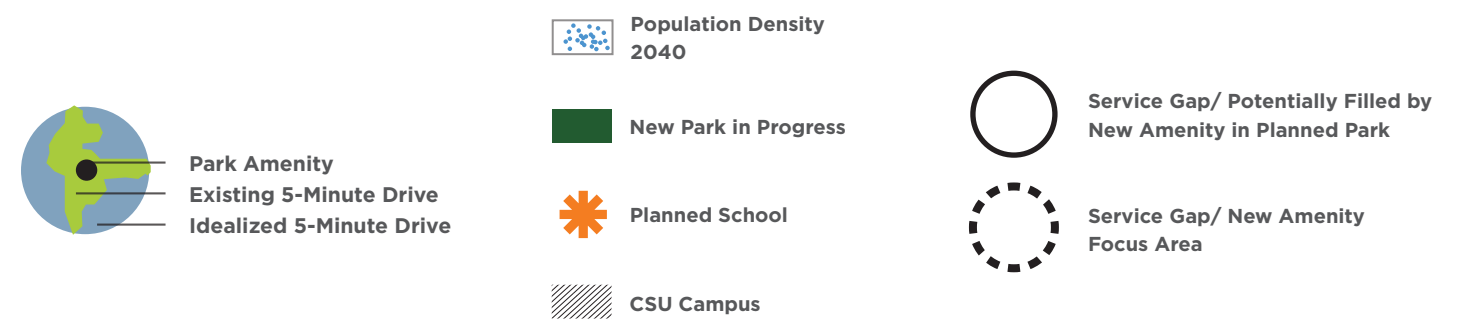 Park Amenity
Existing 5-Minute Drive
Idealized 5-Minute Drive
Population Density
2040
New Park in Progress
Planned School
CSU Campus
Service Gap/ Potentially Filled by
New Amenity in Planned Park
Service Gap/ New Amenity
Focus Area